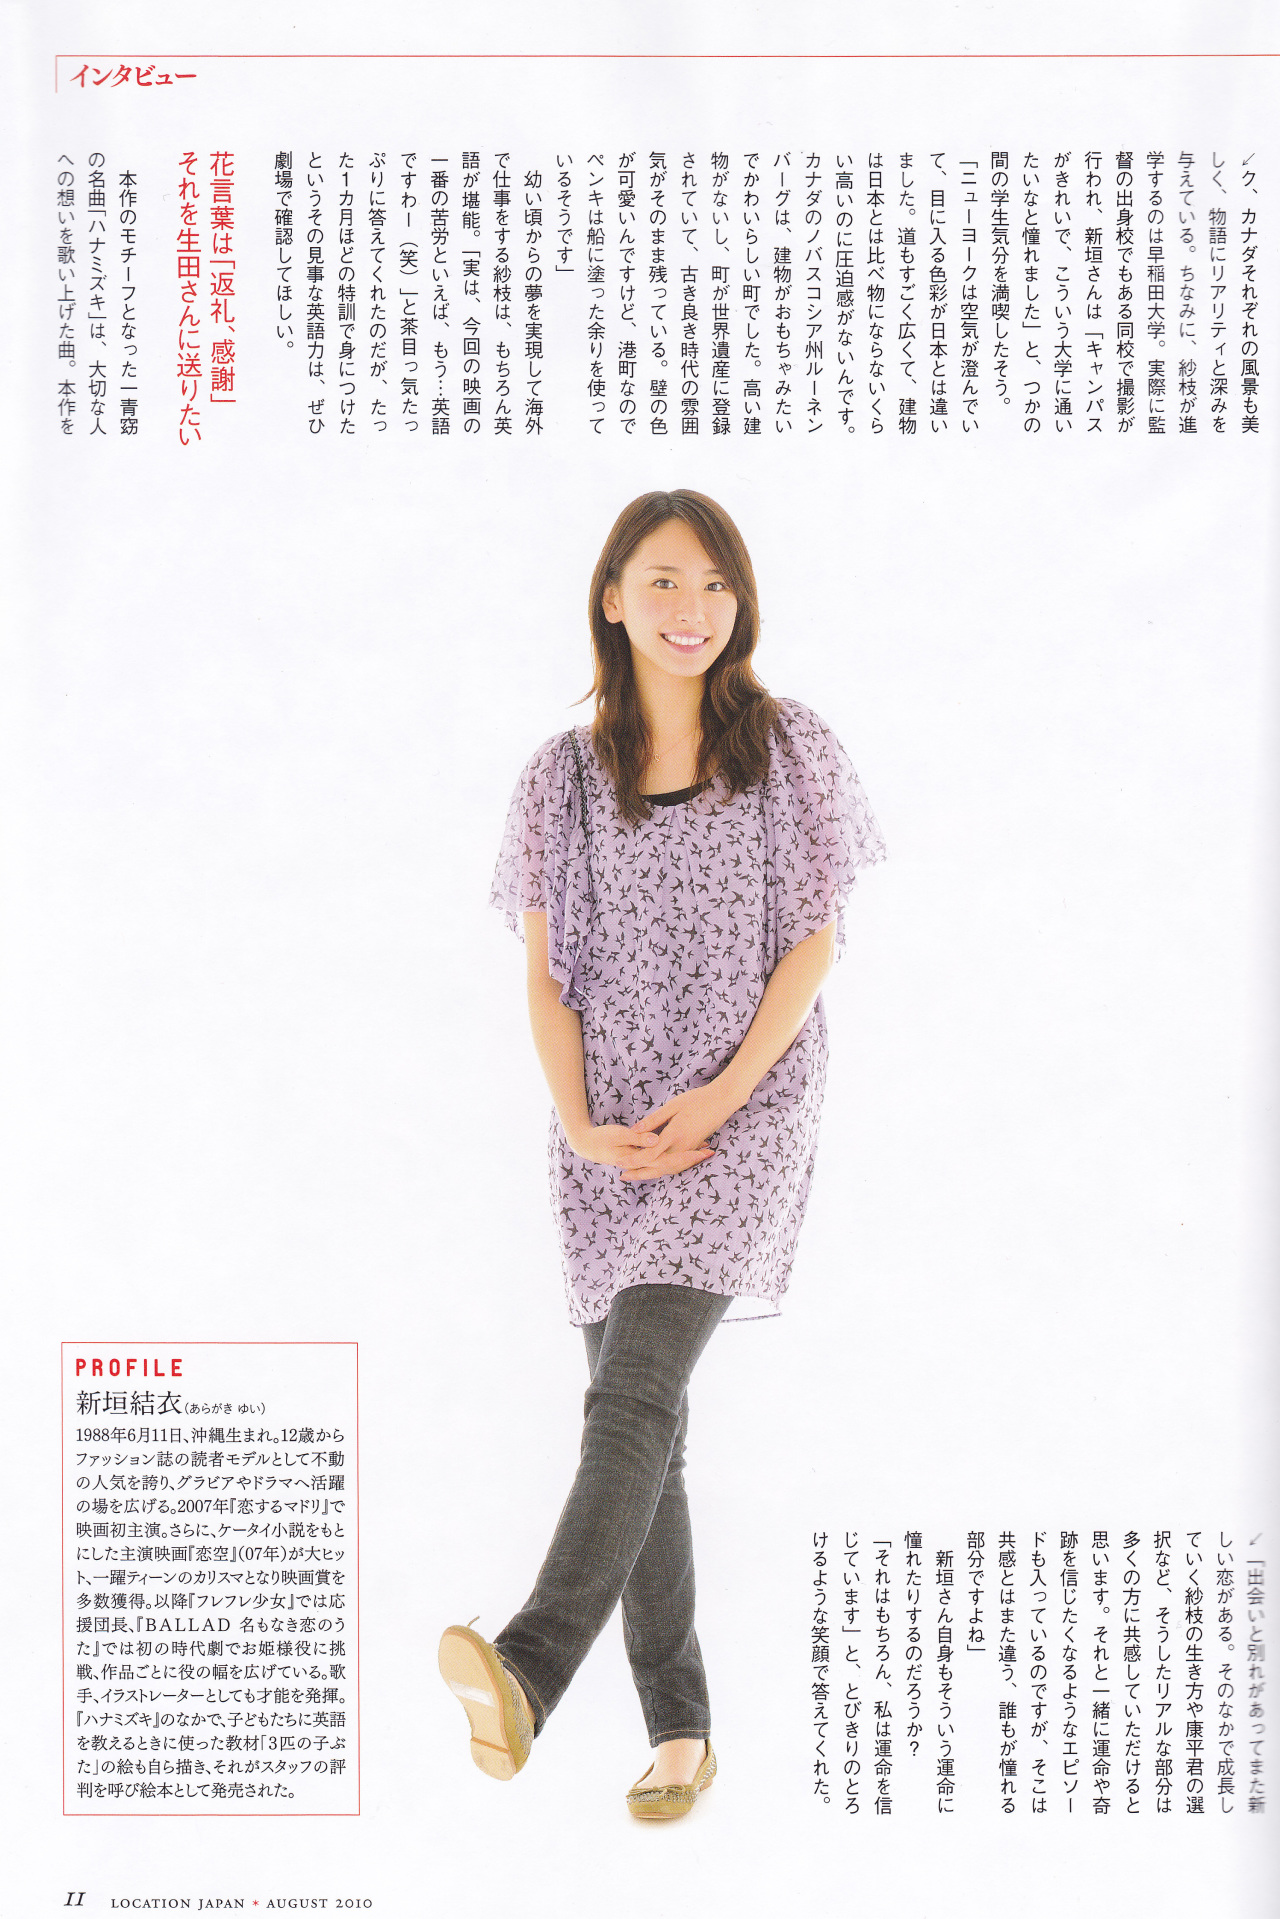 インタビュー
↙ク、カナダそれぞれの風景も美
しく、物語にリアリティと深みを
与えている。ちなみに、紗枝が進
学するのは早稲田大学。実際に監
督の出身校でもある同校で撮影が
行われ、新垣さんは「キャンパス
がきれいで、こういう大学に通い
たいなと憧れました」と、つかの
間の学生気分を満喫したそう。
「ニューヨークは空気が澄んでい
て、目に入る色彩が日本とは違い
ました。道もすごく広くて、建物
は日本とは比べ物にならないくら
い高いのに圧迫感がないんです。
カナダのノバスコシア州ルーネン
バーグは、建物がおもちゃみたい
でかわいらしい町でした。高い建
物がないし、町が世界遺産に登録
されていて、古き良き時代の雰囲
気がそのまま残っている。壁の色
が可愛いんですけど、港町なので
ペンキは船に塗った余りを使って
いるそうです」
幼い頃からの夢を実現して海外
で仕事をする紗枝は、もちろん英
語が堪能。「実は、今回の映画の
一番の苦労といえば、もう…英語
ですわー（笑）」と茶目っ気たっ
ぷりに答えてくれたのだが、たっ
た1カ月ほどの特訓で身につけた
というその見事な英語力は、ぜひ
劇場で確認してほしい。
花言葉は「返礼、感謝」
それを生田さんに送りたい
本作のモチーフとなった一青窈
の名曲「ハナミズキ」は、大切な人
への想いを歌い上げた曲。本作を
↙「出会いと別れがあってまた新
しい恋がある。そのなかで成長し
ていく紗枝の生き方や康平君の選
択など、そうしたリアルな部分は
多くの方に共感していただけると
思います。それと一緒に運命や奇
跡を信じたくなるようなエピソー
ドも入っているのですが、そこは
共感とはまた違う、誰もが憧れる
部分ですよね」
新垣さん自身もそういう運命に
憧れたりするのだろうか？
「それはもちろん、私は運命を信
じています」と、とびきりのとろ
けるような笑顔で答えてくれた。
PROFILE
新垣結衣（あらがき ゆい）
1988年6月11日、沖縄生まれ。12歳から
ファッション誌の読者モデルとして不動
の人気を誇り、グラビアやドラマへ活躍
の場を広げる。2007年『恋するマドリ』で
映画初主演。さらに、ケータイ小説をもと
にした主演映画『恋空』(07年)が大ヒッ
ト、一躍ティーンのカリスマとなり映画賞を
多数獲得。以降『フレフレ少女』では応
援団長、『BALLAD 名もなき恋のう
た』では初の時代劇でお姫様役に挑
戦、作品ごとに役の幅を広げている。歌
手、イラストレーターとしても才能を発揮。
『ハナミズキ』のなかで、子どもたちに英語
を教えるときに使った教材「3匹の子ぶ
た」の絵も自ら描き、それがスタッフの評
判を呼び絵本として発売された。
11 LOCATION JAPAN * AUGUST 2010